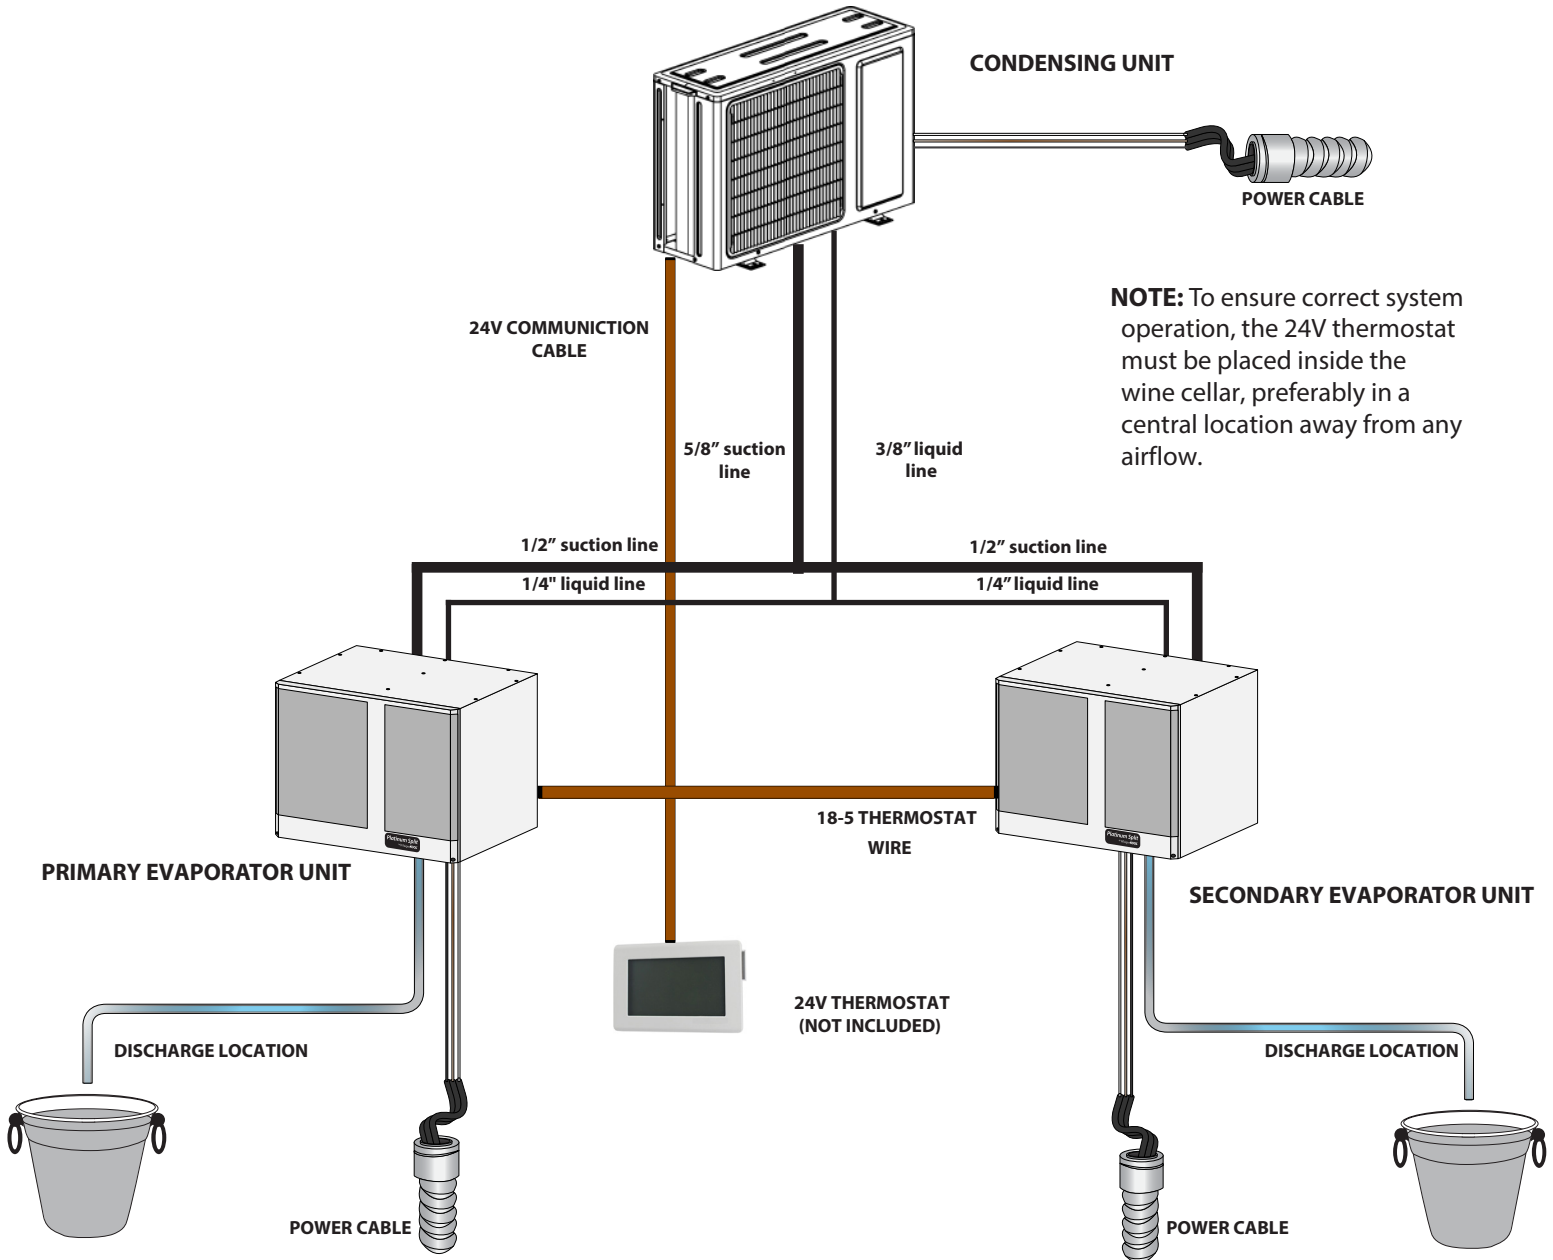 CONDENSING UNIT
POWER CABLE
NOTE: To ensure correct system
operation, the 24V thermostat
must be placed inside the
wine cellar, preferably in a
central location away from any
airflow.
24V COMMUNICTION
CABLE
5/8” suction
line
3/8” liquid
line
1/2” suction line
1/2” suction line
1/4" liquid line
1/4” liquid line
18-5 THERMOSTAT
WIRE
Platinum Split
Platinum Split
PRIMARY EVAPORATOR UNIT
SECONDARY EVAPORATOR UNIT
24V THERMOSTAT
(NOT INCLUDED)
DISCHARGE LOCATION
DISCHARGE LOCATION
POWER CABLE
POWER CABLE